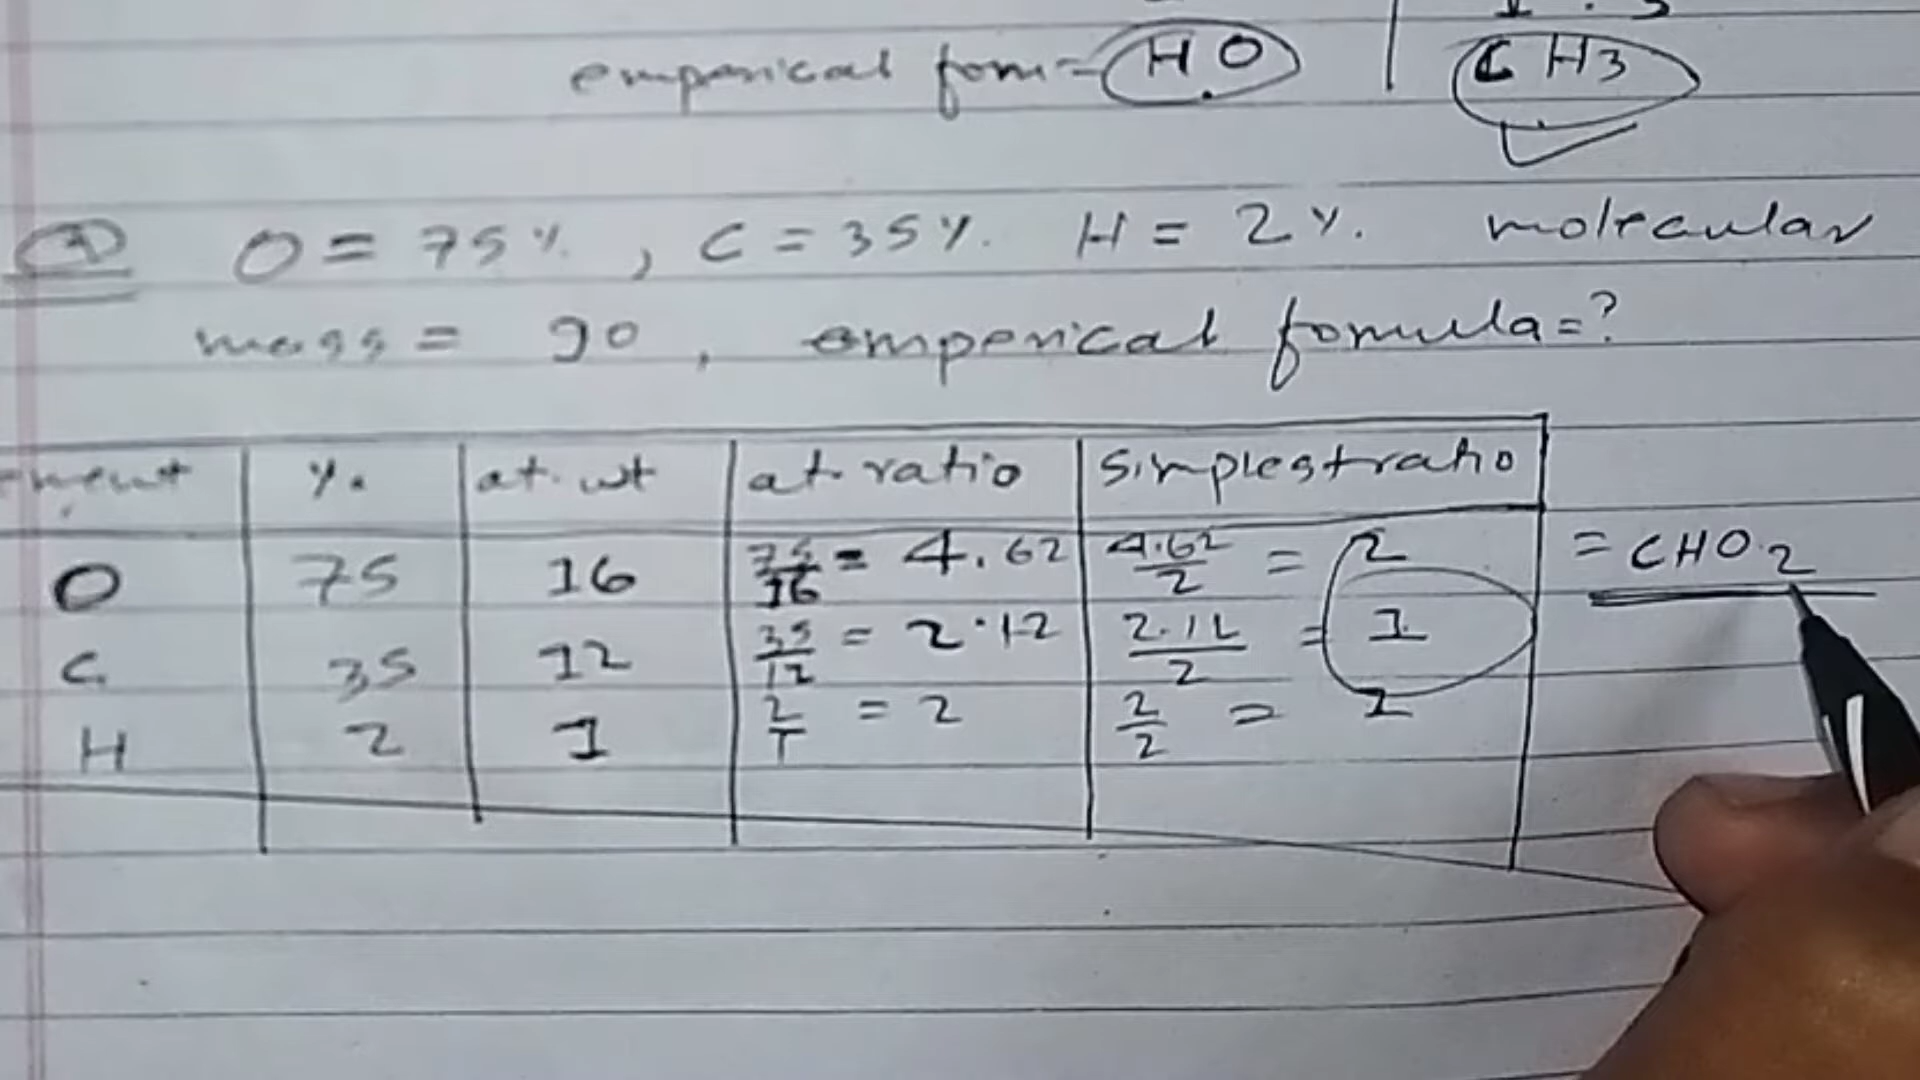 emperical form = HO
CH3
O = 75%, C = 35%. H = 2%. molecular
mass = 90, emperical formula = ?
%. at. wt at. ratio simplest ratio
O 75 16 75/16 = 4.62 4.62/2 = 2 = CHO2
C 35 12 35/12 = 2.12 2.12/2 = 1
H 2 1 2/1 = 2 2/2 = 1